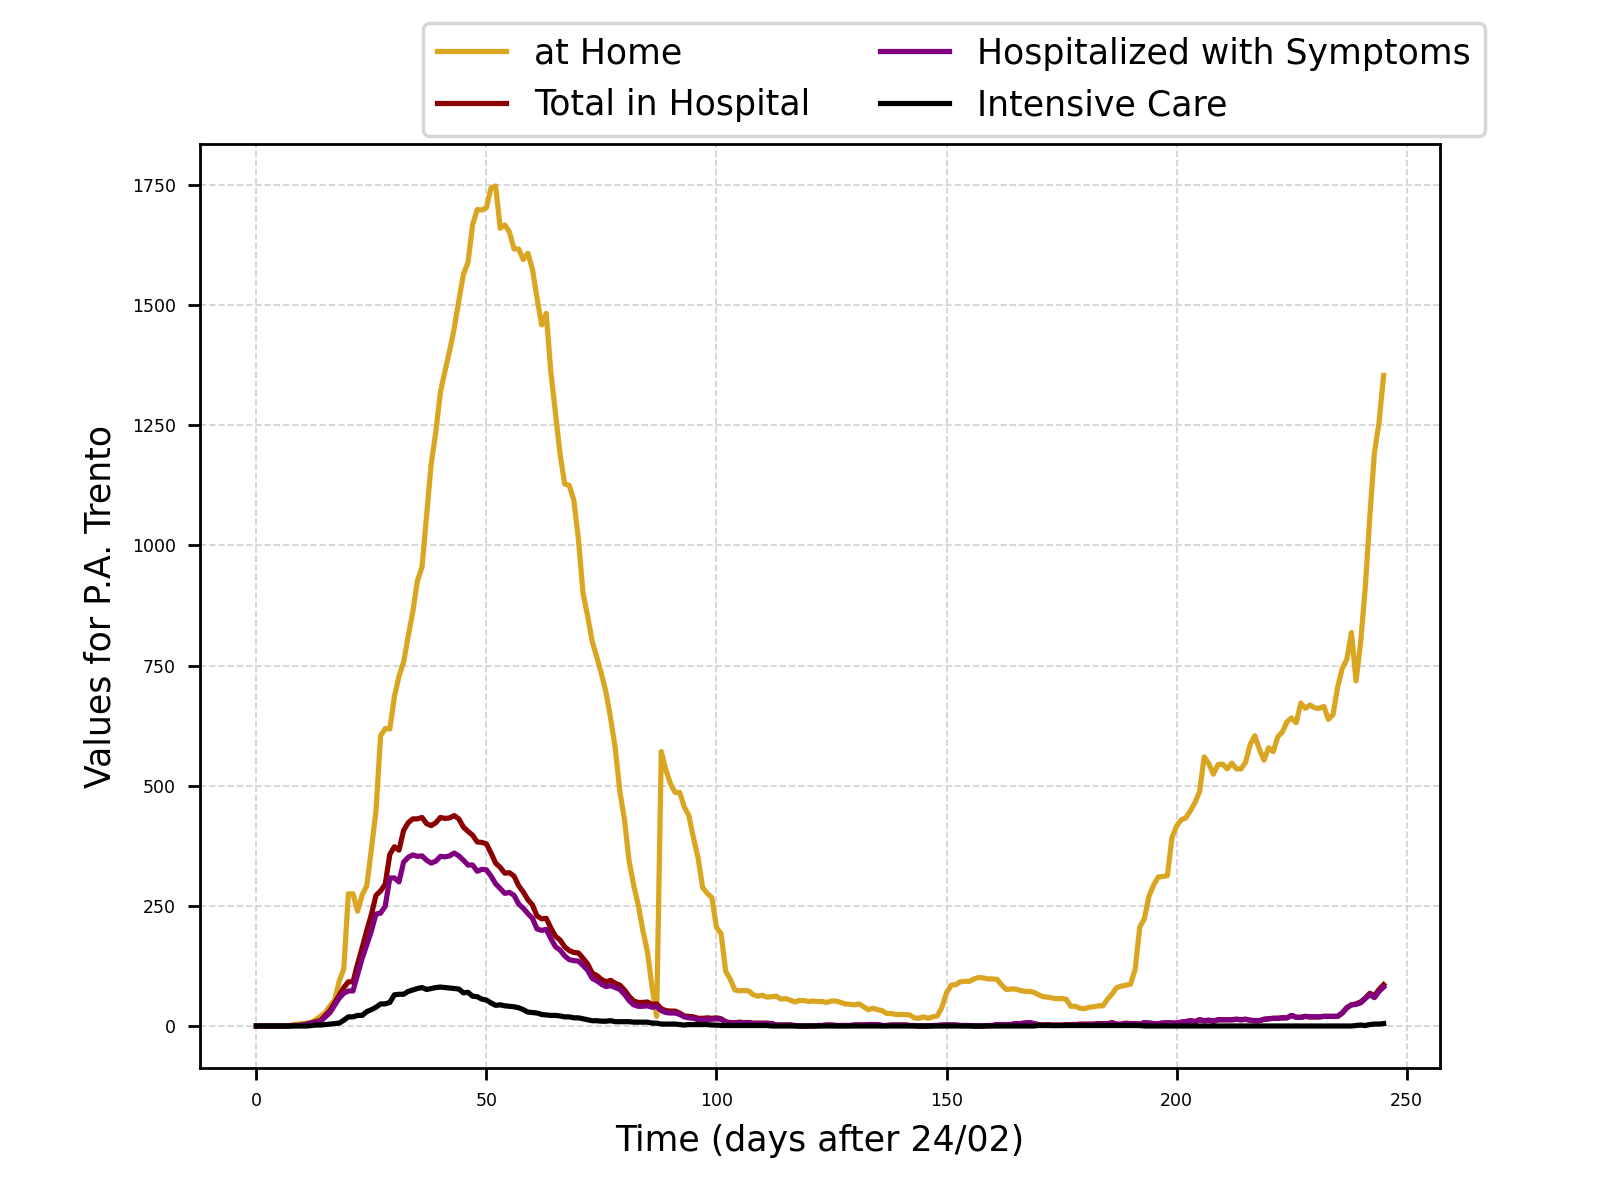 at Home
Total in Hospital
Hospitalized with Symptoms
Intensive Care
Values for P.A. Trento
1750
1500
1250
1000
750
500
250
0
0 50 100 150 200 250
Time (days after 24/02)